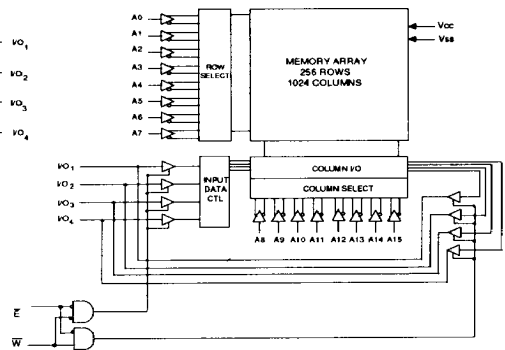 I/O1
I/O2
I/O3
I/O4
A0
A1
A2
A3
A4
A5
A6
A7
ROW
SELECT
MEMORY ARRAY
256 ROWS
1024 COLUMNS
Vcc
Vss
I/O1
I/O2
I/O3
I/O4
INPUT
DATA
CTL
COLUMN I/O
COLUMN SELECT
A8 A9 A10 A11 A12 A13 A14 A15
E̅
W̅